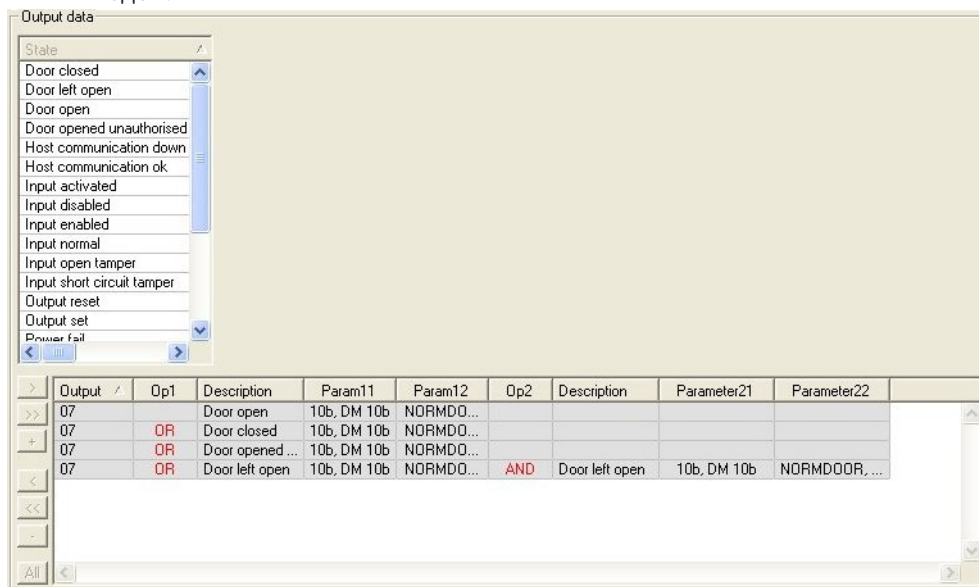 Output data
State
Door closed
Door left open
Door open
Door opened unauthorised
Host communication down
Host communication ok
Input activated
Input disabled
Input enabled
Input normal
Input open tamper
Input short circuit tamper
Output reset
Output set
Power fail
> Output Op1 Description Param11 Param12 Op2 Description Parameter21 Parameter22
>> 07 Door open 10b, DM 10b NORMDO...
07 OR Door closed 10b, DM 10b NORMDO...
+ 07 OR Door opened ... 10b, DM 10b NORMDO...
07 OR Door left open 10b, DM 10b NORMDO... AND Door left open 10b, DM 10b NORMDOOR, ...
<
<<
-
All